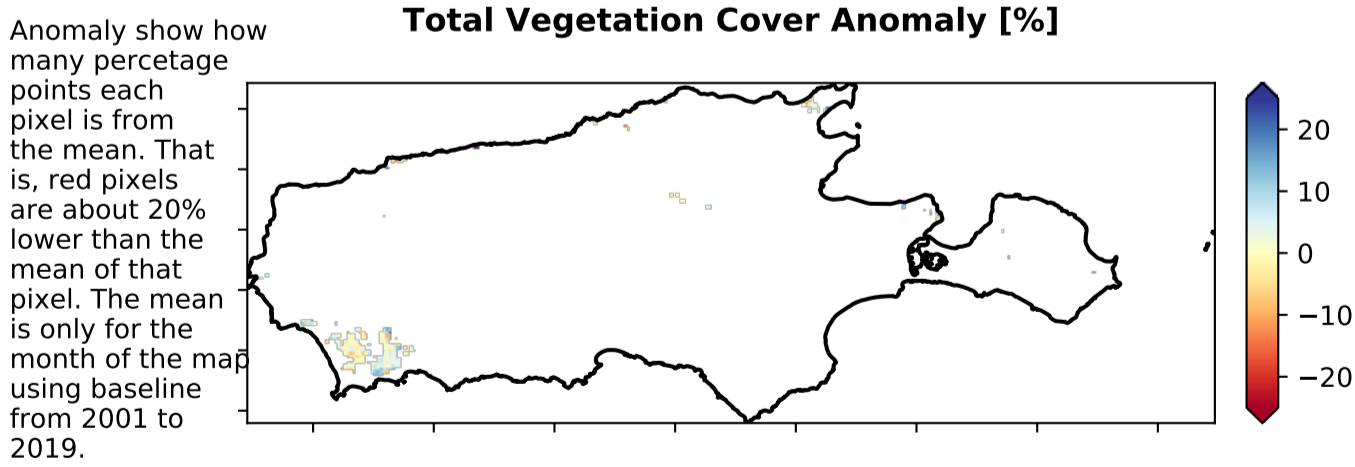 Total Vegetation Cover Anomaly [%]
Anomaly show how
many percetage
points each
pixel is from
the mean. That
is, red pixels
are about 20%
lower than the
mean of that
pixel. The mean
is only for the
month of the map
using baseline
from 2001 to
2019.
20
10
0
−10
−20